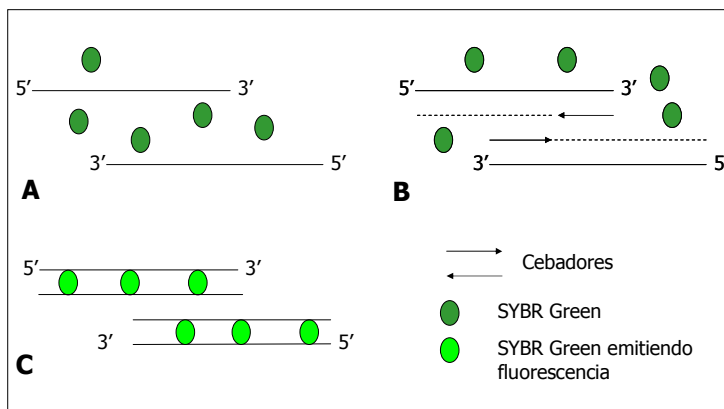 5’ 3’
3’ 5’
A
5’ 3’
3’ 5’
B
5’ 3’
3’ 5’
C
Cebadores
SYBR Green
SYBR Green emitiendo
fluorescencia